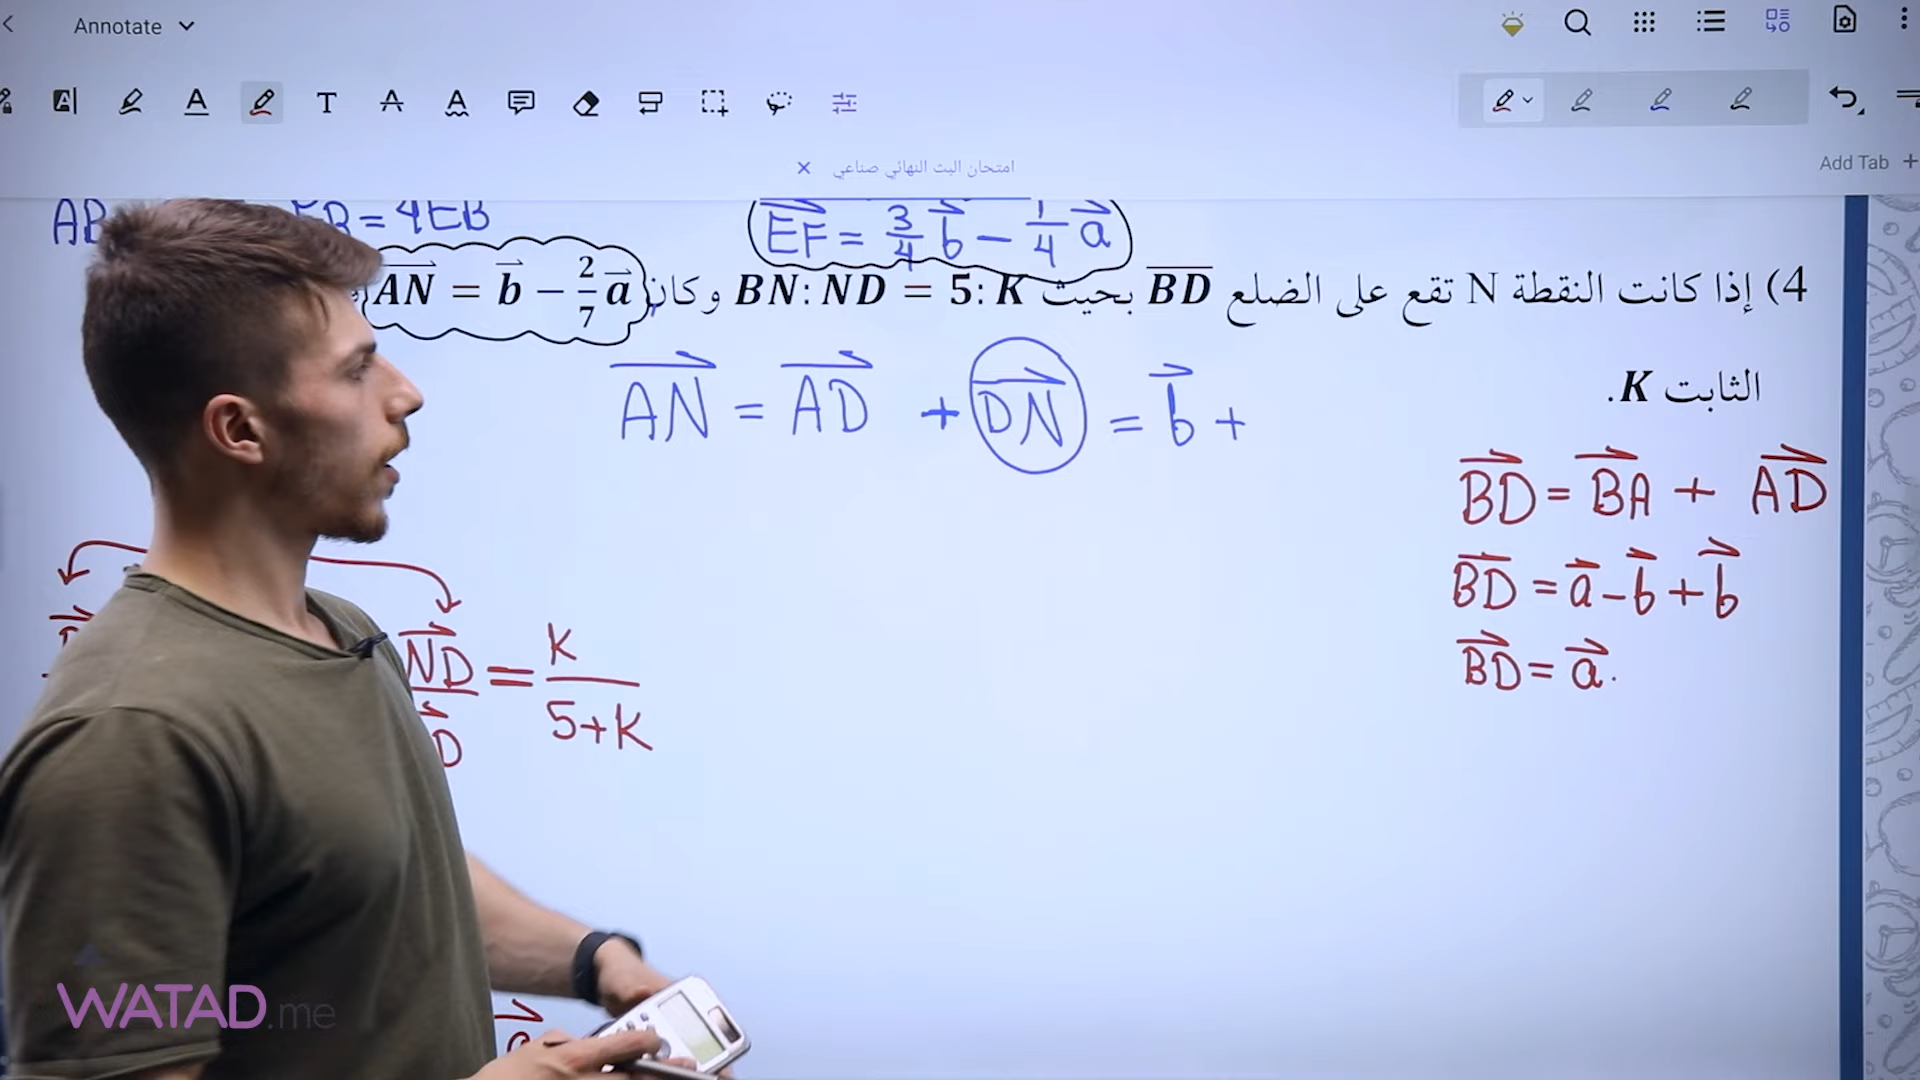 Annotate
امتحان البث النهائي صناعي
Add Tab
= 4EB
EF = 3/4 b − 1/4 a
4) إذا كانت النقطة N تقع على الضلع BD بحيث BN: ND = 5: K وكان AN = b − 2/7 a
الثابت K.
AN = AD + DN = b +
BD = BA + AD
BD = a − b + b
BD = a.
ND = K / 5+K
WATAD.me